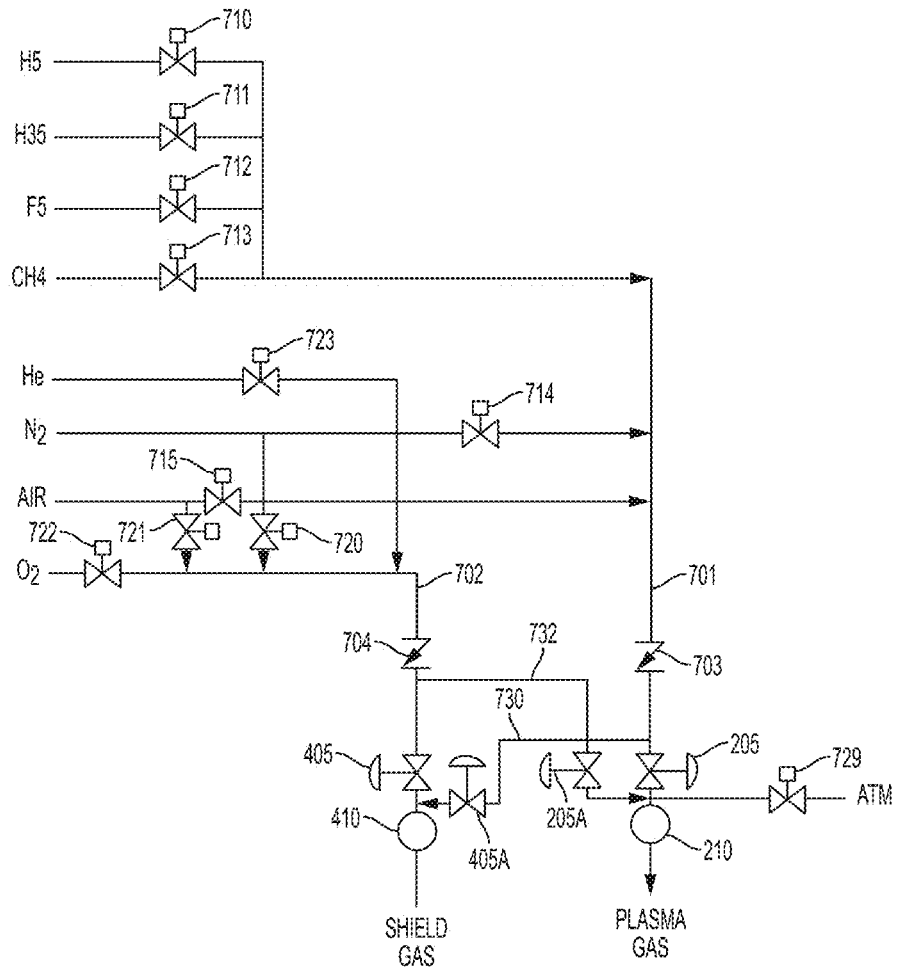 710
H5
711
H35
712
F5
713
CH4
723
He
714
N2
715
AIR
722
721
720
O2
702
701
704
732
703
730
405
205
729
ATM
410
405A
205A
210
SHIELD
GAS
PLASMA
GAS